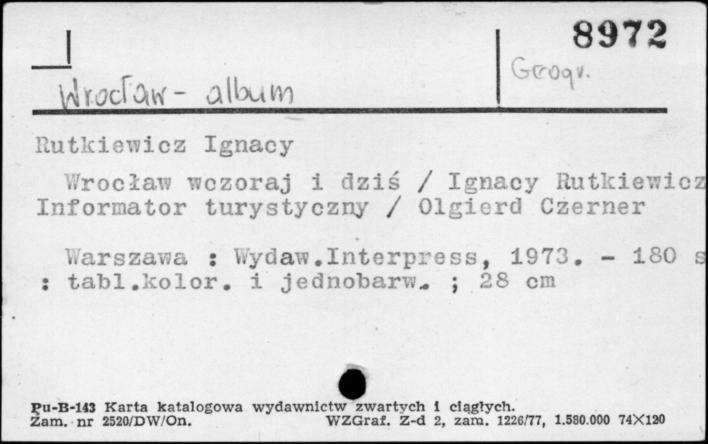 8972
Geogr.
Wrocław - album
Rutkiewicz Ignacy
Wrocław wczoraj i dziś / Ignacy Rutkiewicz
Informator turystyczny / Olgierd Czerner
Warszawa : Wydaw.Interpress, 1973. - 180 s
: tabl.kolor. i jednobarw. ; 28 cm
Pu-B-143 Karta katalogowa wydawnictw zwartych i ciągłych.
Zam. nr 2520/DW/On. WZGraf. Z-d 2, zam. 1226/77, 1.580.000 74X120